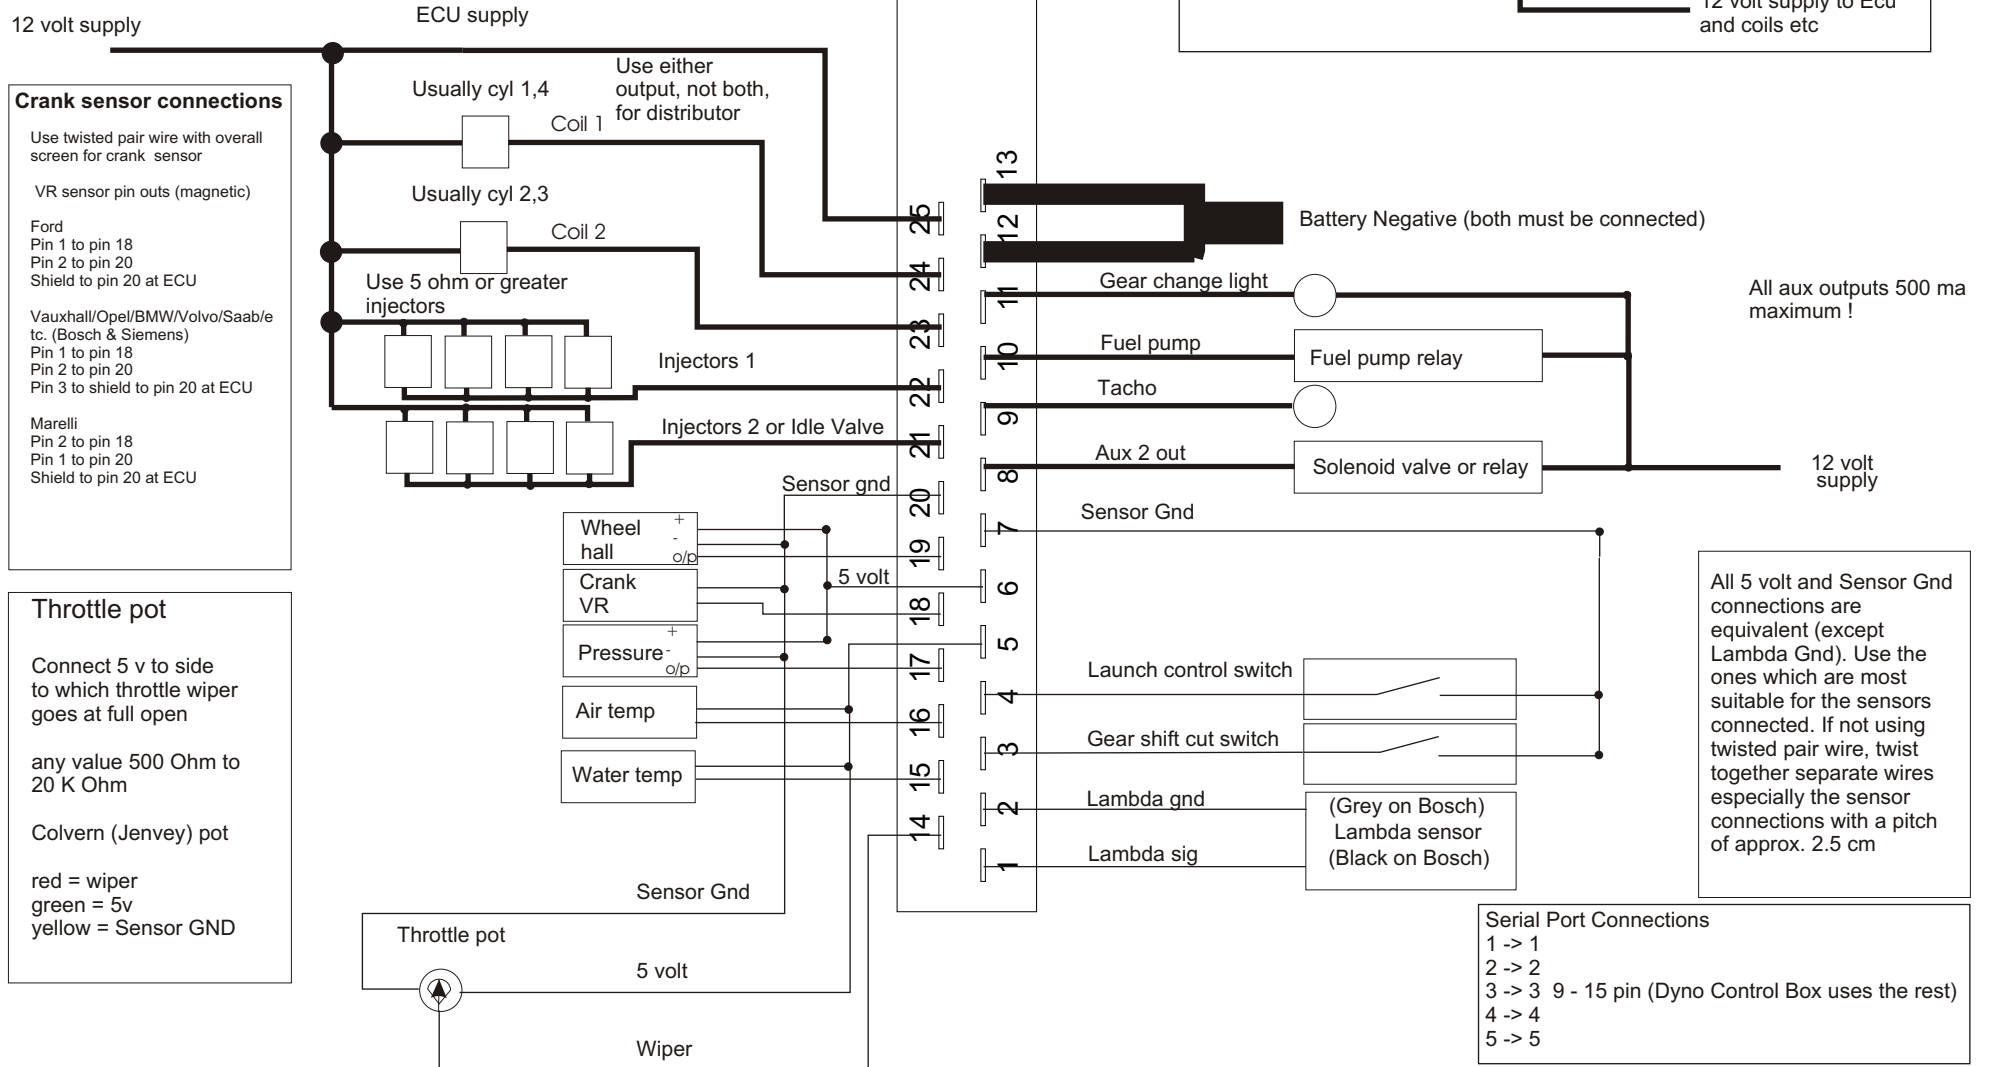 12 volt supply
ECU supply
12 volt supply to Ecu
and coils etc
Crank sensor connections
Use twisted pair wire with overall
screen for crank sensor
VR sensor pin outs (magnetic)
Ford
Pin 1 to pin 18
Pin 2 to pin 20
Shield to pin 20 at ECU
Vauxhall/Opel/BMW/Volvo/Saab/e
tc. (Bosch & Siemens)
Pin 1 to pin 18
Pin 2 to pin 20
Pin 3 to shield to pin 20 at ECU
Marelli
Pin 2 to pin 18
Pin 1 to pin 20
Shield to pin 20 at ECU
Throttle pot
Connect 5 v to side
to which throttle wiper
goes at full open
any value 500 Ohm to
20 K Ohm
Colvern (Jenvey) pot
red = wiper
green = 5v
yellow = Sensor GND
Usually cyl 1,4
Coil 1
Use either
output, not both,
for distributor
Usually cyl 2,3
Coil 2
Use 5 ohm or greater
injectors
Injectors 1
Injectors 2 or Idle Valve
Sensor gnd
Wheel
hall
+
-
o/p
Crank
VR
5 volt
Pressure
+
-
o/p
Air temp
Water temp
Sensor Gnd
Throttle pot
5 volt
Wiper
25
24
23
22
21
20
19
18
17
16
15
14
13
12
11
10
9
8
7
6
5
4
3
2
1
Battery Negative (both must be connected)
Gear change light
Fuel pump
Fuel pump relay
Tacho
Aux 2 out
Solenoid valve or relay
All aux outputs 500 ma
maximum !
12 volt
supply
Sensor Gnd
Launch control switch
Gear shift cut switch
Lambda gnd
Lambda sig
(Grey on Bosch)
Lambda sensor
(Black on Bosch)
All 5 volt and Sensor Gnd
connections are
equivalent (except
Lambda Gnd). Use the
ones which are most
suitable for the sensors
connected. If not using
twisted pair wire, twist
together separate wires
especially the sensor
connections with a pitch
of approx. 2.5 cm
Serial Port Connections
1 -> 1
2 -> 2
3 -> 3 9 - 15 pin (Dyno Control Box uses the rest)
4 -> 4
5 -> 5